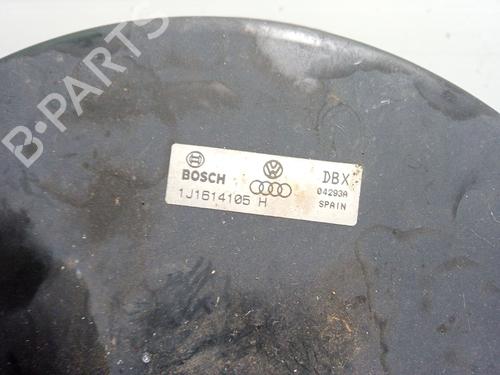 B-PARTS
BOSCH
DBX
1J1614105 H
04293A
SPAIN